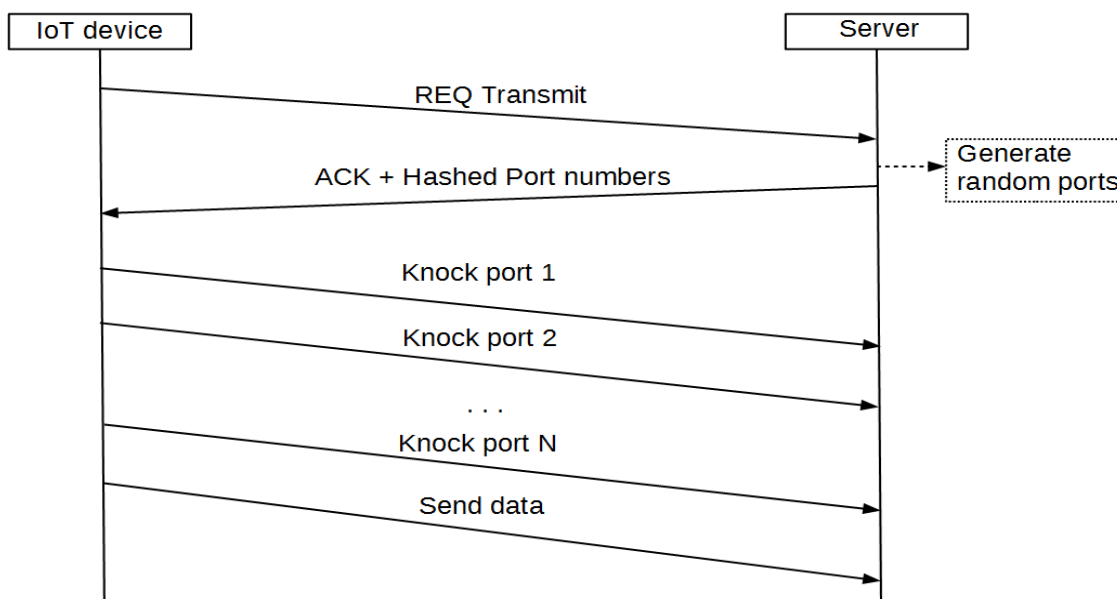 IoT device
Server
REQ Transmit
Generate
random ports
ACK + Hashed Port numbers
Knock port 1
Knock port 2
. . .
Knock port N
Send data